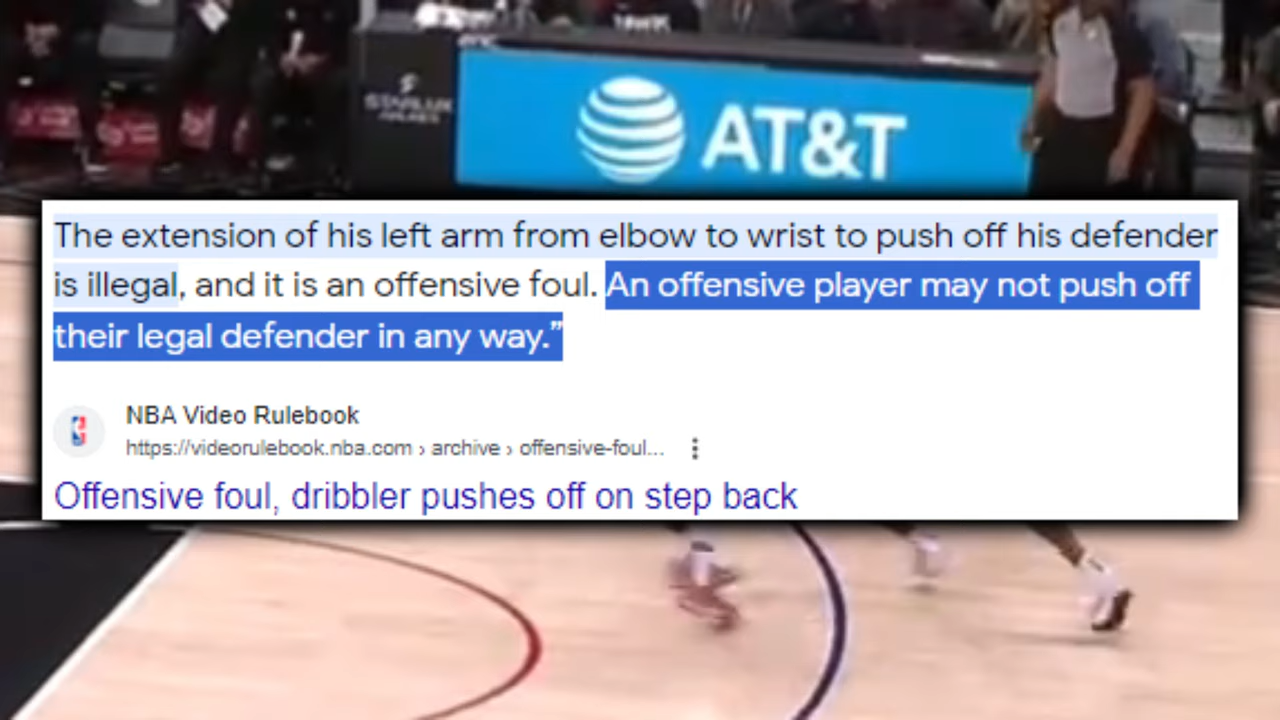 STARLUX
AIRLINES
AT&T
The extension of his left arm from elbow to wrist to push off his defender
is illegal, and it is an offensive foul. An offensive player may not push off
their legal defender in any way.”
NBA Video Rulebook
https://videorulebook.nba.com › archive › offensive-foul...
Offensive foul, dribbler pushes off on step back